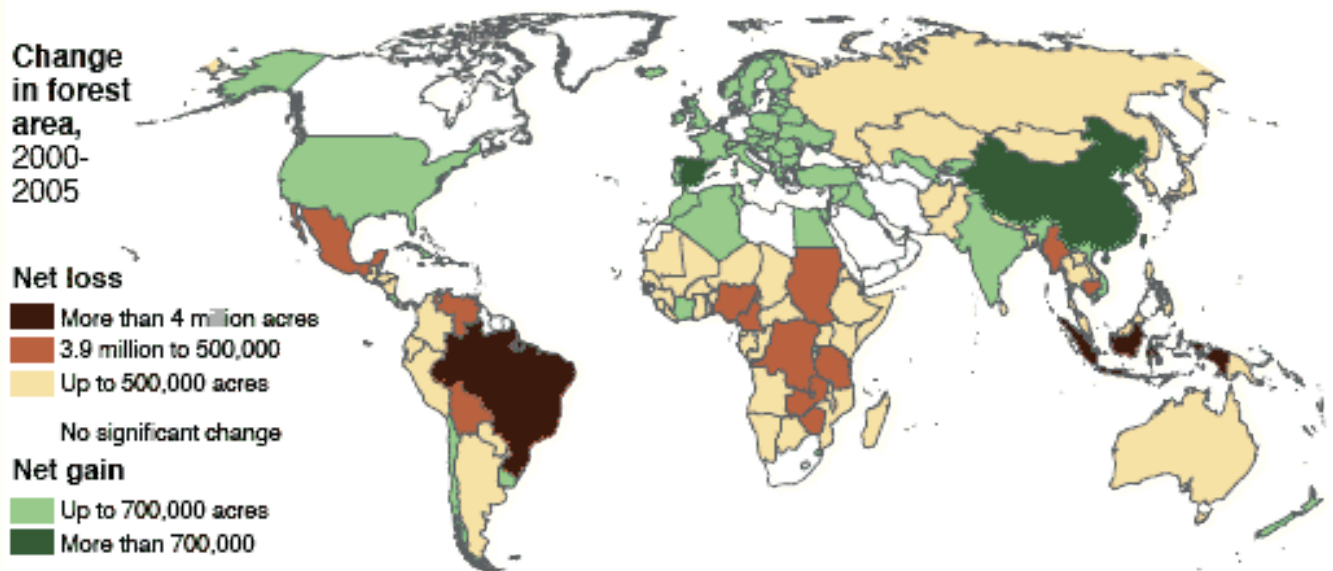 Change
in forest
area,
2000-
2005
Net loss
More than 4 million acres
3.9 million to 500,000
Up to 500,000 acres
No significant change
Net gain
Up to 700,000 acres
More than 700,000